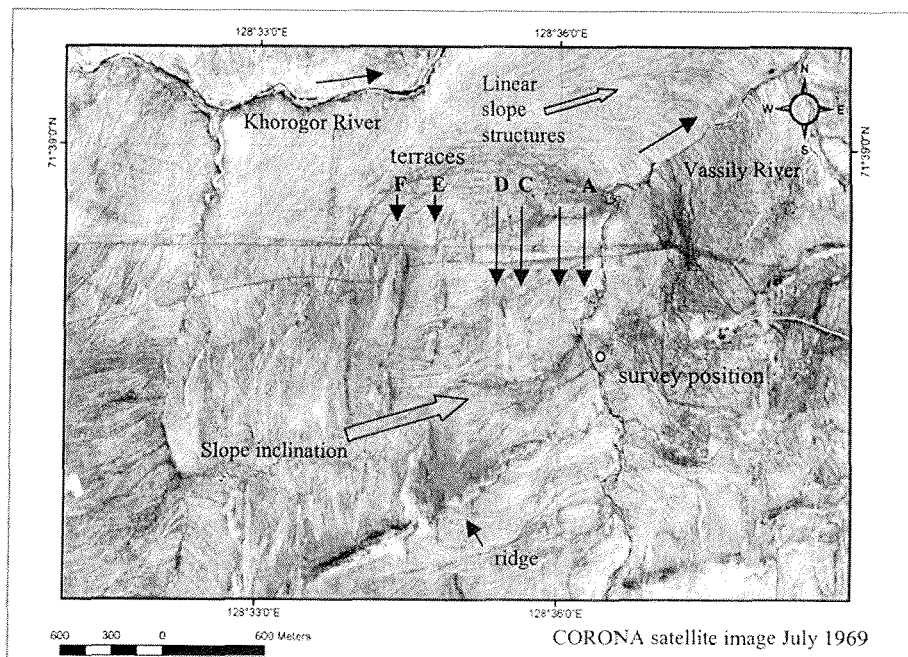 128°33'0"E 128°36'0"E
Khorogor River
Linear
slope
structures
N
W E
S
71°39'0"N 71°39'0"N
terraces
F E D C A
Vassily River
survey position
Slope inclination
ridge
128°33'0"E 128°36'0"E
600 300 0 600 Meters
CORONA satellite image July 1969